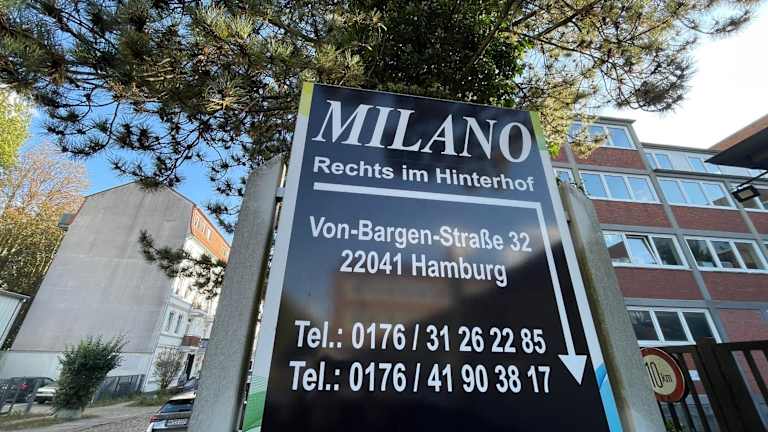 MILANO
Rechts im Hinterhof
Von-Bargen-Straße 32
22041 Hamburg
Tel.: 0176 / 31 26 22 85
Tel.: 0176 / 41 90 38 17
10
km